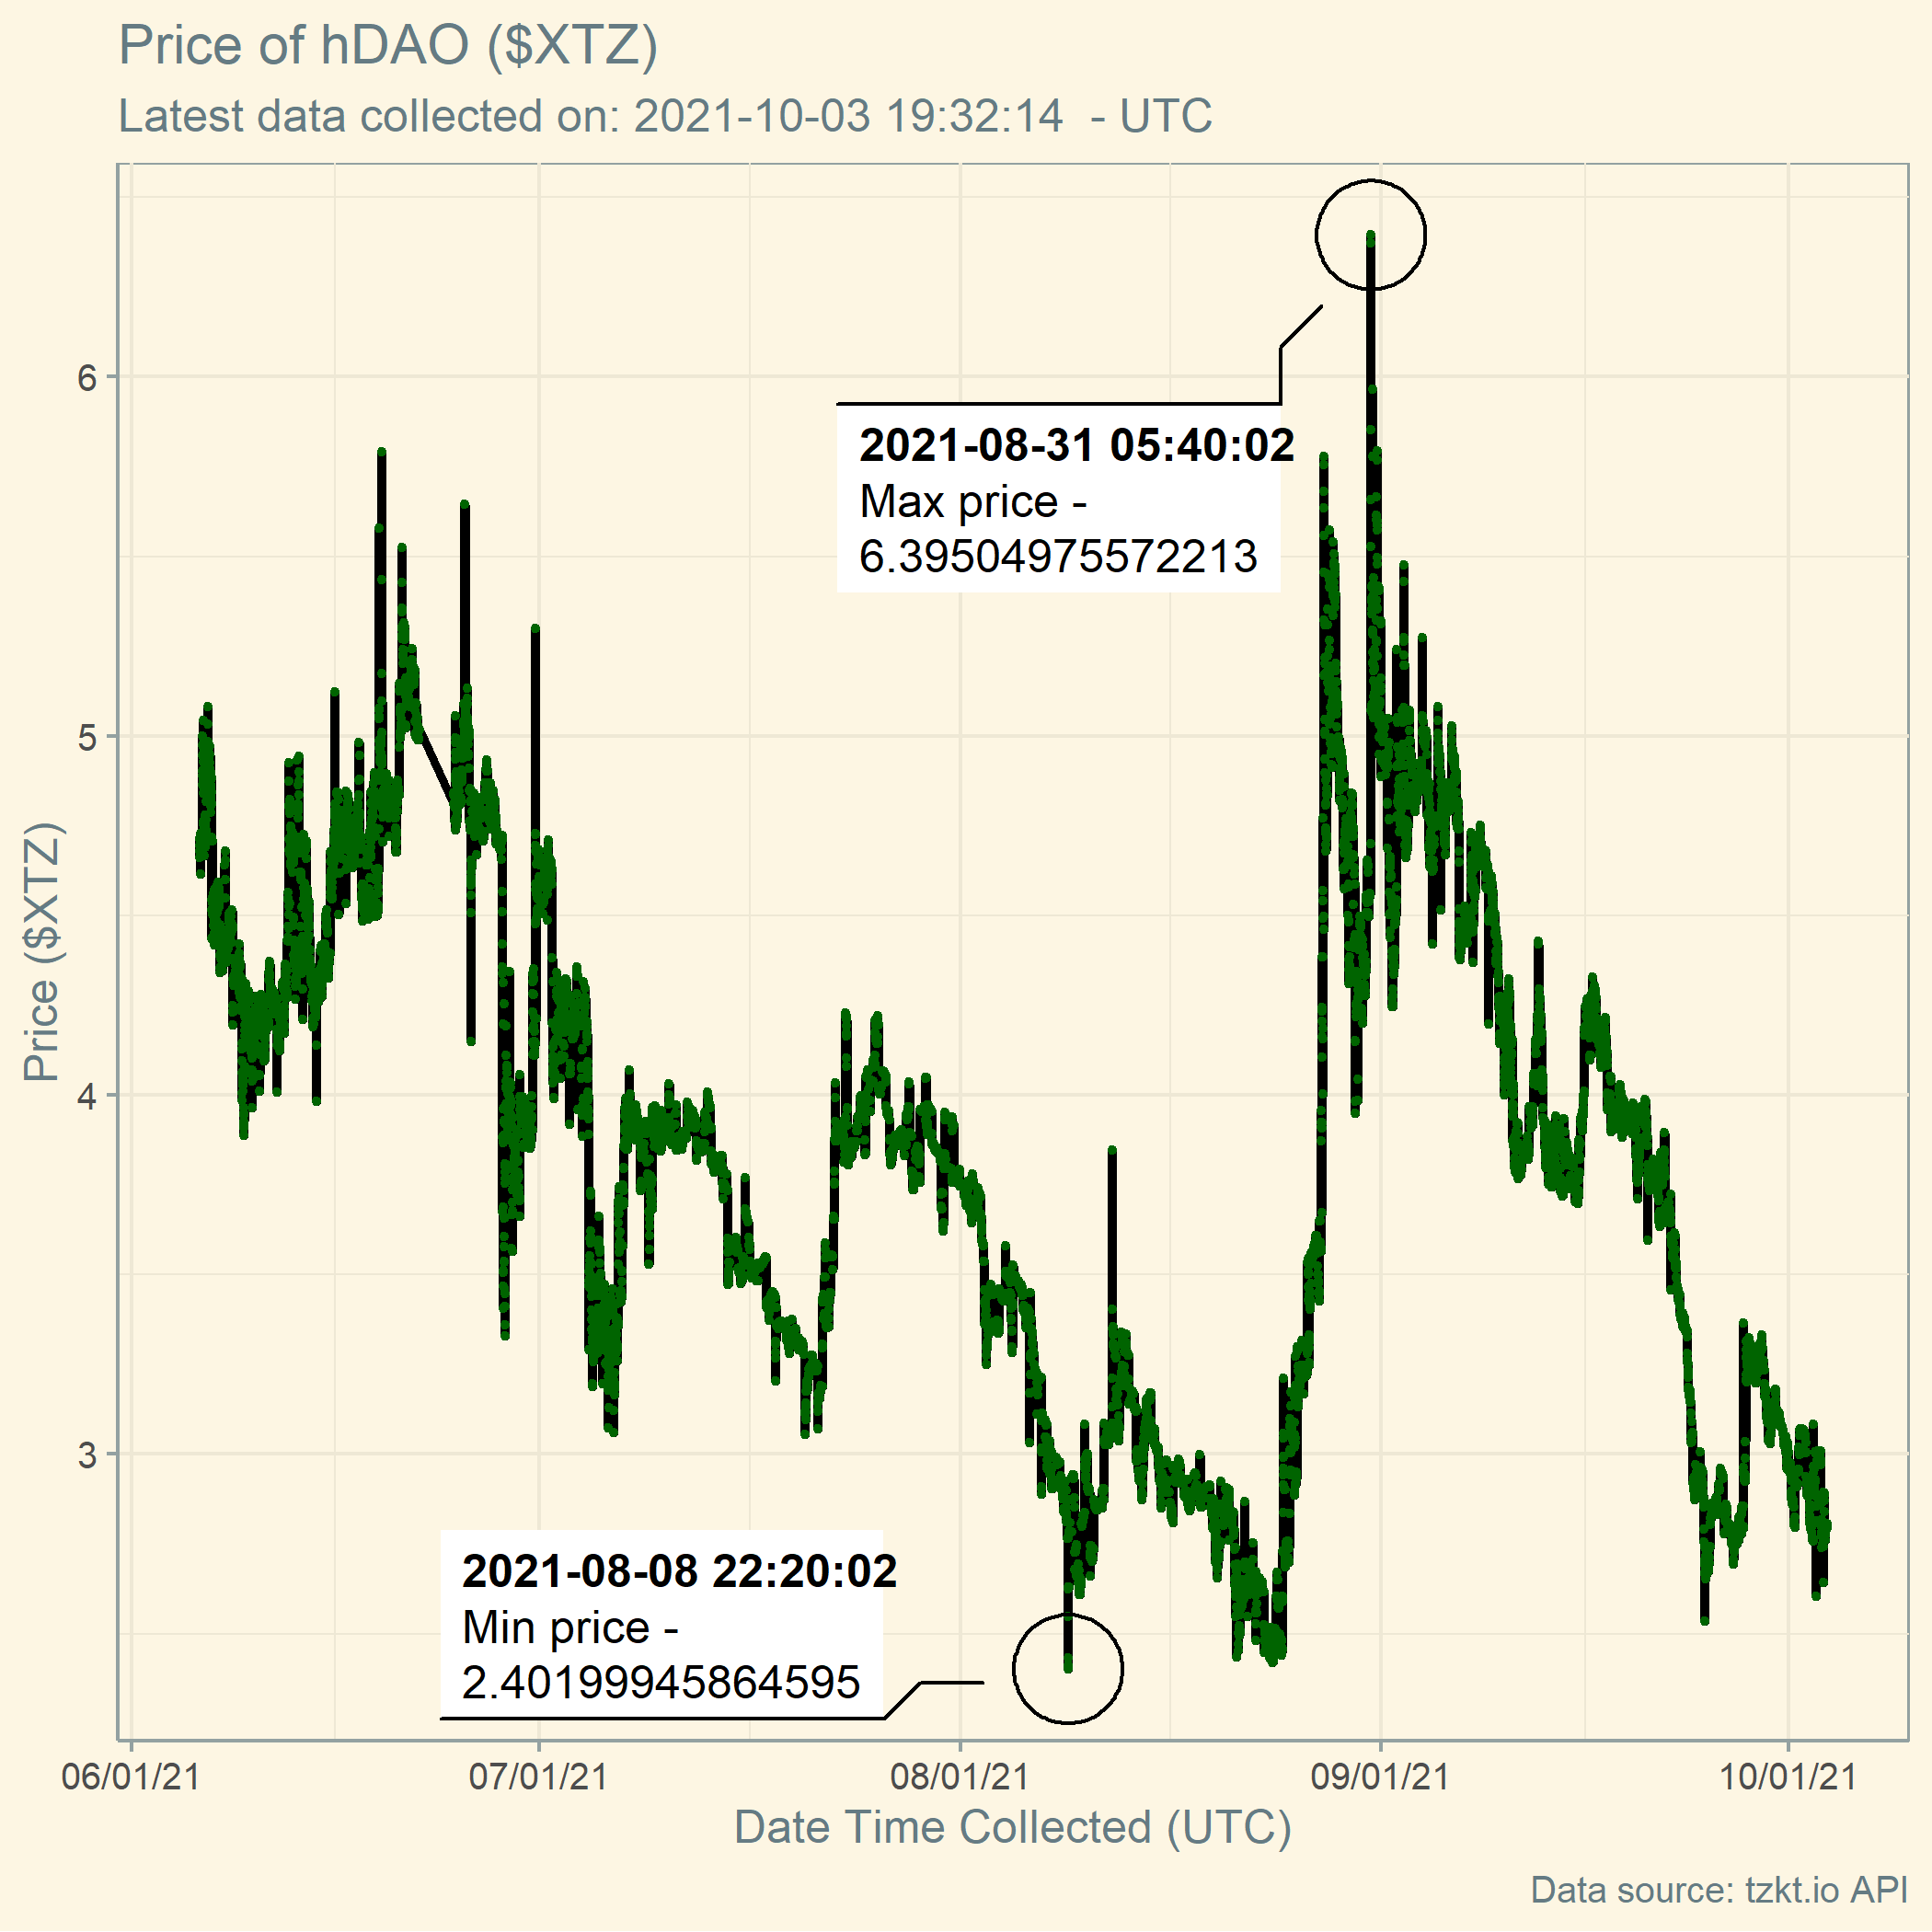 Price of hDAO ($XTZ)
Latest data collected on: 2021-10-03 19:32:14  - UTC
6
5
4
3
Price ($XTZ)
2021-08-31 05:40:02
Max price -
6.39504975572213
2021-08-08 22:20:02
Min price -
2.40199945864595
06/01/21
07/01/21
08/01/21
09/01/21
10/01/21
Date Time Collected (UTC)
Data source: tzkt.io API